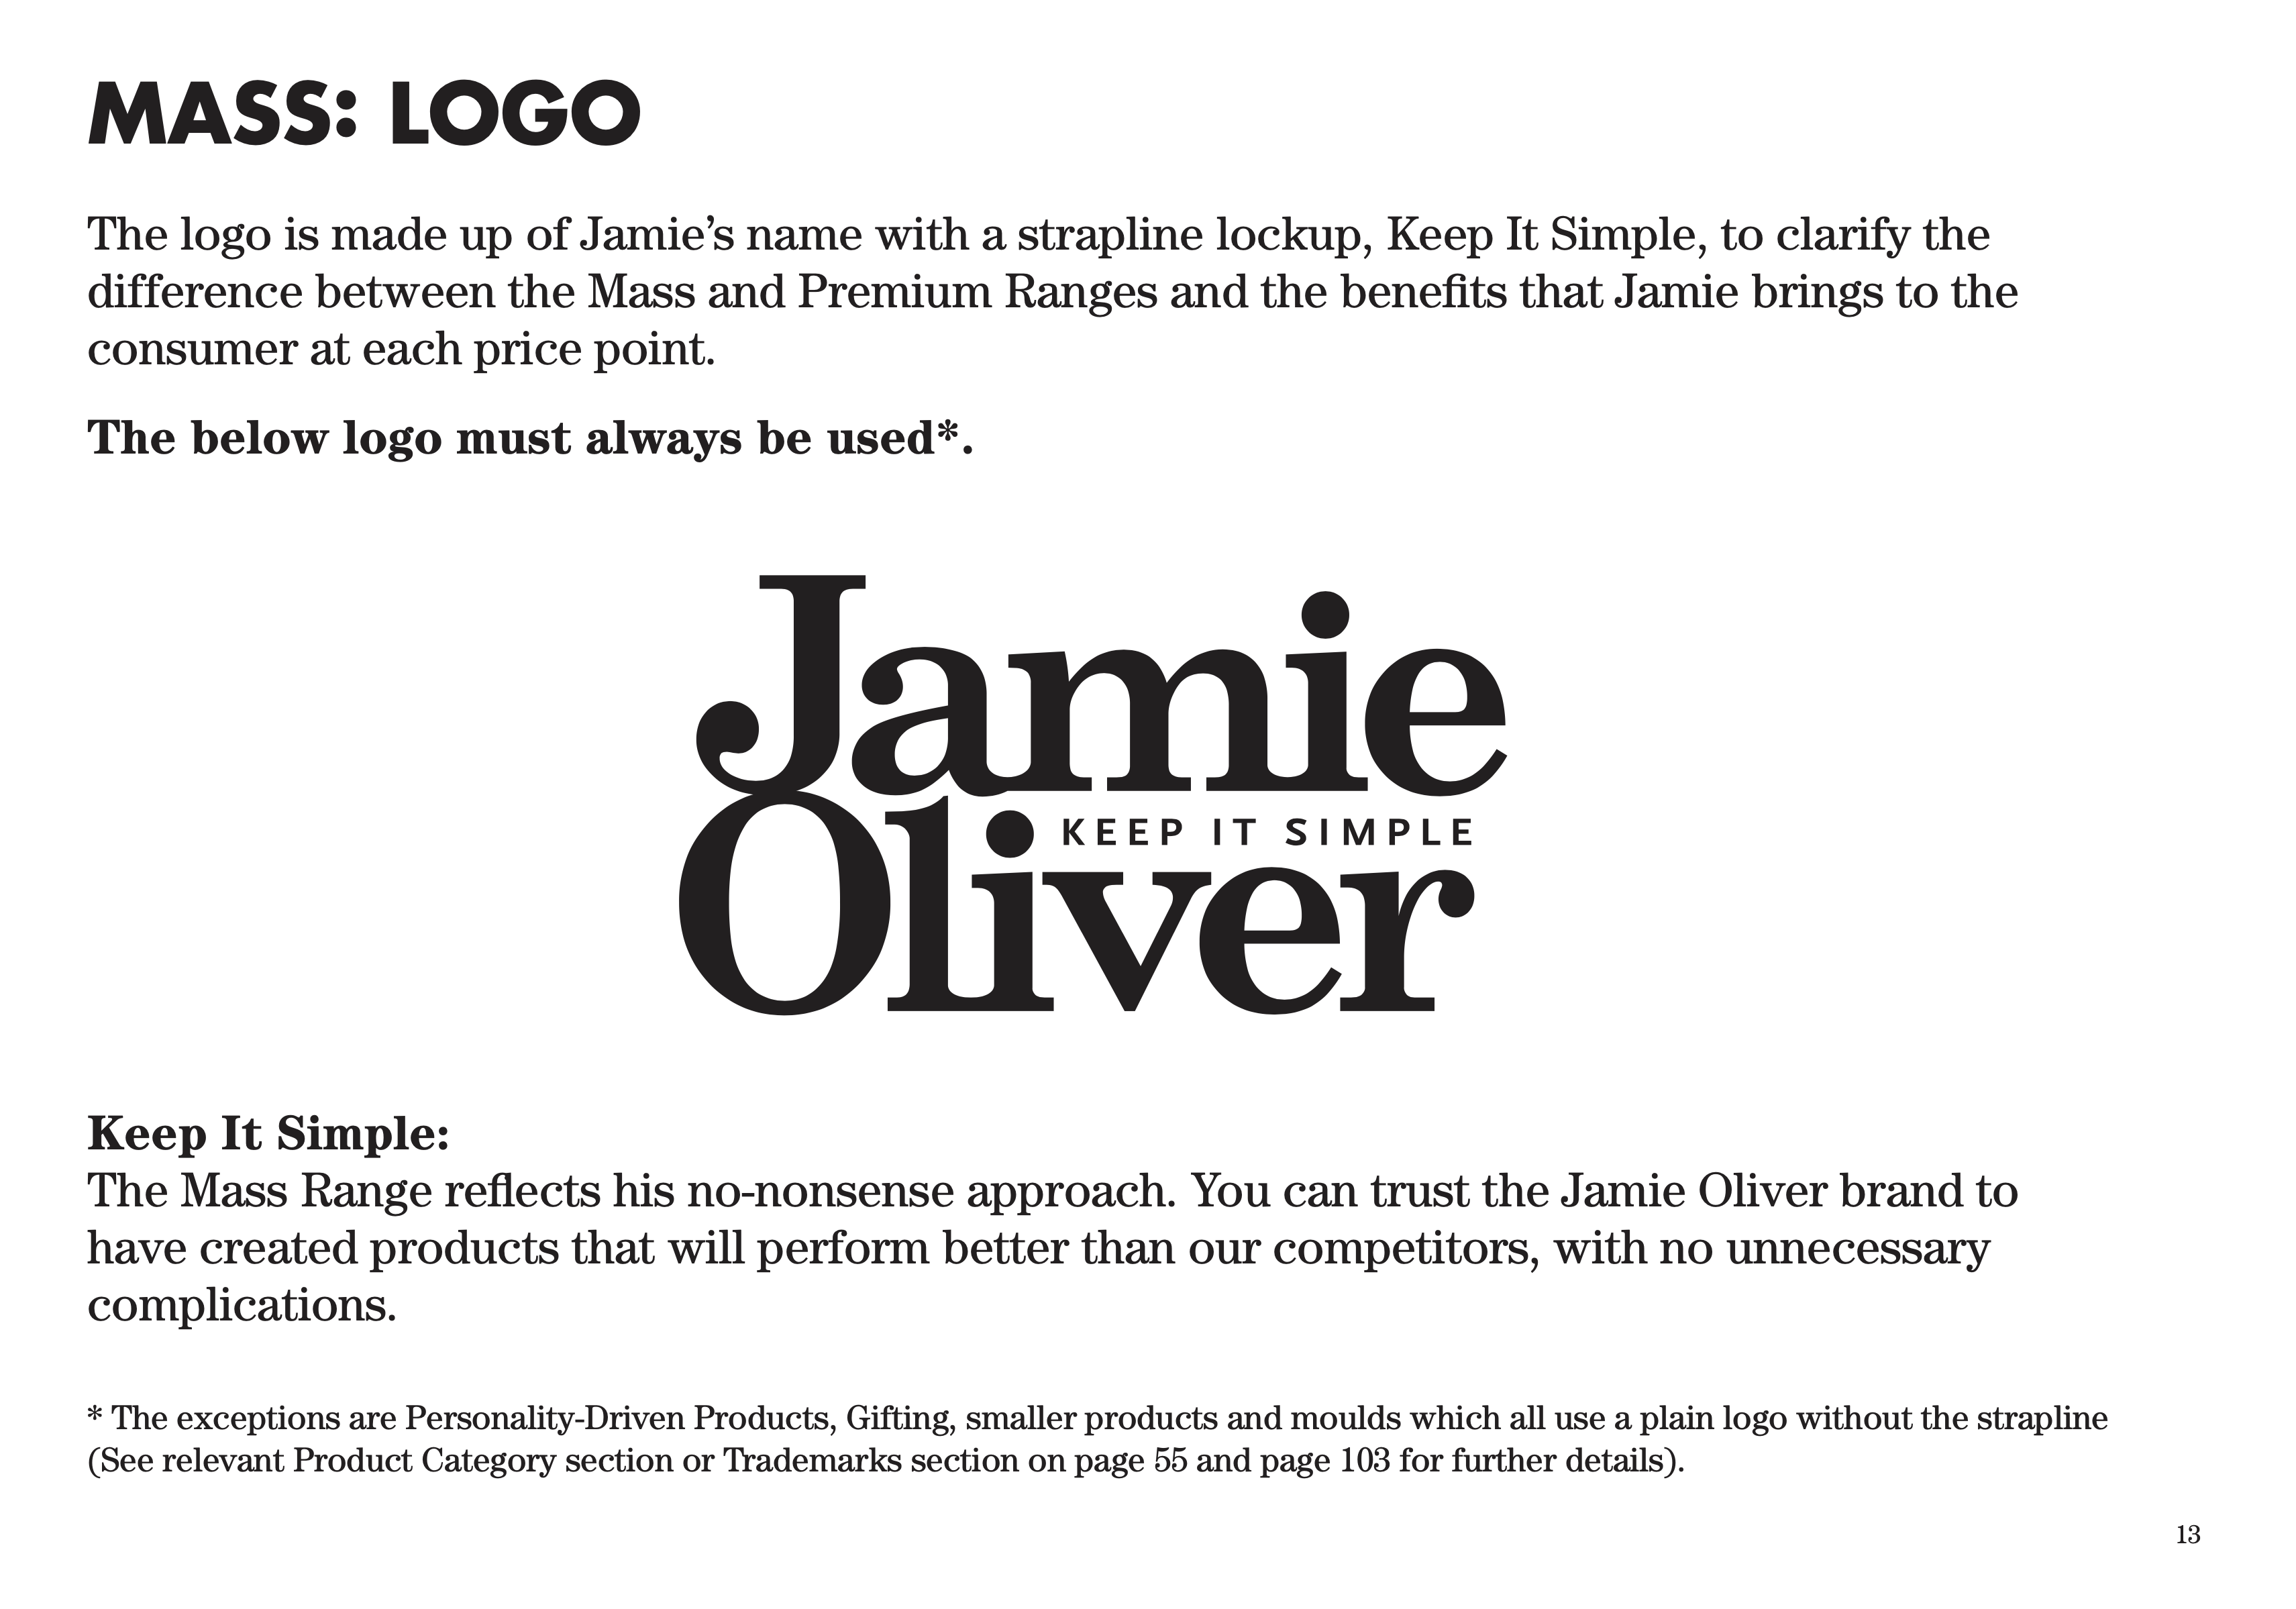 MASS: LOGO
The logo is made up of Jamie’s name with a strapline lockup, Keep It Simple, to clarify the
difference between the Mass and Premium Ranges and the benefits that Jamie brings to the
consumer at each price point.
The below logo must always be used*.
Jamie
KEEP IT SIMPLE
Oliver
Keep It Simple:
The Mass Range reflects his no-nonsense approach. You can trust the Jamie Oliver brand to
have created products that will perform better than our competitors, with no unnecessary
complications.
* The exceptions are Personality-Driven Products, Gifting, smaller products and moulds which all use a plain logo without the strapline
(See relevant Product Category section or Trademarks section on page 55 and page 103 for further details).
13